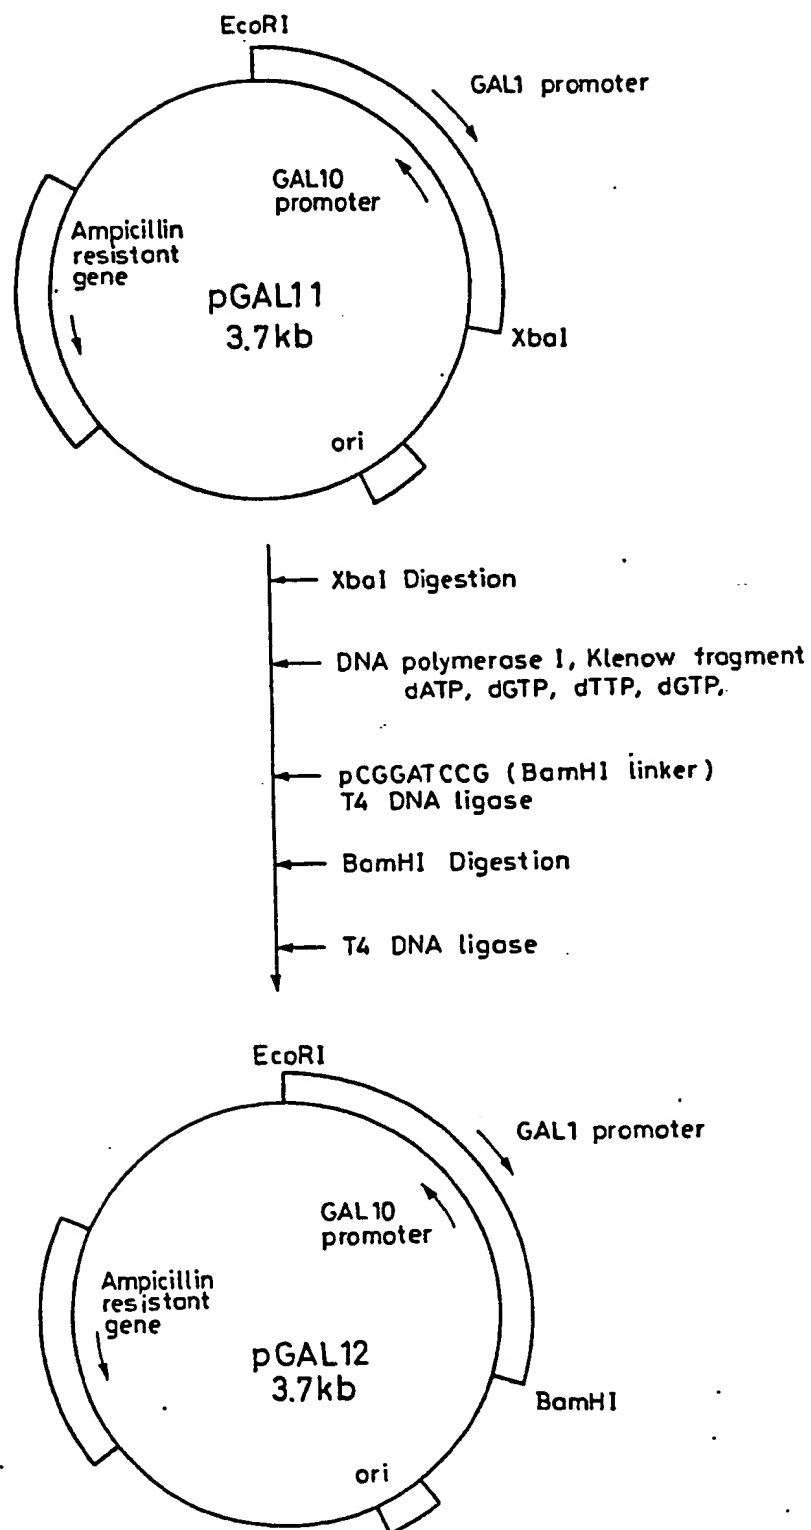 EcoRI
GAL1 promoter
GAL10
promoter
Ampicillin
resistant
gene
pGAL11
3.7kb
XbaI
ori
XbaI Digestion
DNA polymerase I, Klenow fragment
dATP, dGTP, dTTP, dGTP,
pCGGATCCG (BamHI linker)
T4 DNA ligase
BamHI Digestion
T4 DNA ligase
EcoRI
GAL1 promoter
GAL10
promoter
Ampicillin
resistant
gene
pGAL12
3.7kb
BamHI
ori